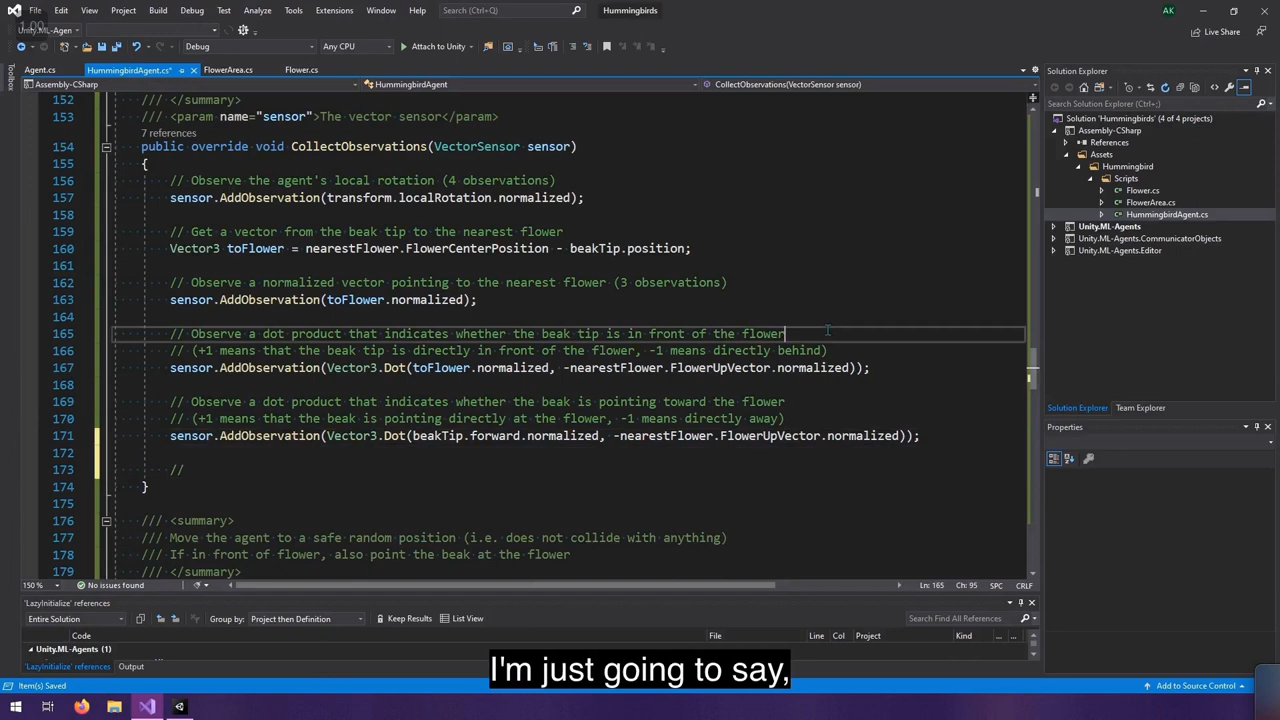 File Edit View Project Build Debug Test Analyze Tools Extensions Window Help Search (Ctrl+Q) Hummingbirds AK
1.00
Unity.ML-Agen
Live Share
Debug Any CPU Attach to Unity
Toolbox
Agent.cs HummingbirdAgent.cs* FlowerArea.cs Flower.cs
Assembly-CSharp HummingbirdAgent CollectObservations(VectorSensor sensor)
152 /// </summary>
153 /// <param name="sensor">The vector sensor</param>
7 references
154 public override void CollectObservations(VectorSensor sensor)
155 {
156 // Observe the agent's local rotation (4 observations)
157 sensor.AddObservation(transform.localRotation.normalized);
158
159 // Get a vector from the beak tip to the nearest flower
160 Vector3 toFlower = nearestFlower.FlowerCenterPosition - beakTip.position;
161
162 // Observe a normalized vector pointing to the nearest flower (3 observations)
163 sensor.AddObservation(toFlower.normalized);
164
165 // Observe a dot product that indicates whether the beak tip is in front of the flower
166 // (+1 means that the beak tip is directly in front of the flower, -1 means directly behind)
167 sensor.AddObservation(Vector3.Dot(toFlower.normalized, -nearestFlower.FlowerUpVector.normalized));
168
169 // Observe a dot product that indicates whether the beak is pointing toward the flower
170 // (+1 means that the beak is pointing directly at the flower, -1 means directly away)
171 sensor.AddObservation(Vector3.Dot(beakTip.forward.normalized, -nearestFlower.FlowerUpVector.normalized));
172
173 //
174 }
175
176 /// <summary>
177 /// Move the agent to a safe random position (i.e. does not collide with anything)
178 /// If in front of flower, also point the beak at the flower
179 /// </summary>
150 % No issues found Ln: 165 Ch: 95 SPC CRLF
Solution Explorer
Search Solution Explorer (Ctrl+;)
Solution 'Hummingbirds' (4 of 4 projects)
Assembly-CSharp
References
Assets
Hummingbird
Scripts
Flower.cs
FlowerArea.cs
HummingbirdAgent.cs
Unity.ML-Agents
Unity.ML-Agents.CommunicatorObjects
Unity.ML-Agents.Editor
Solution Explorer Team Explorer
Properties
'LazyInitialize' references
Entire Solution Group by: Project then Definition Keep Results List View Search Find All References
Code File Line Col Project Kind ... ...
Unity.ML-Agents (1)
'LazyInitialize' references Output
I'm just going to say,
Item(s) Saved Add to Source Control